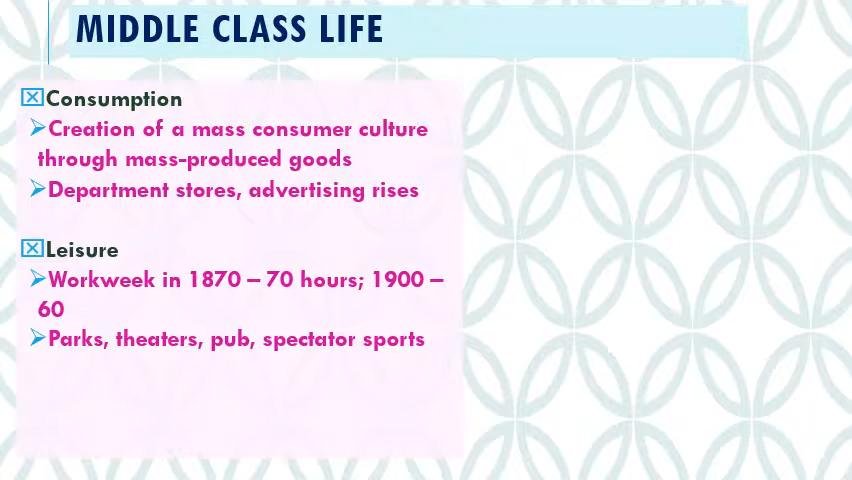 MIDDLE CLASS LIFE
Consumption
Creation of a mass consumer culture
through mass-produced goods
Department stores, advertising rises
Leisure
Workweek in 1870 – 70 hours; 1900 –
60
Parks, theaters, pub, spectator sports